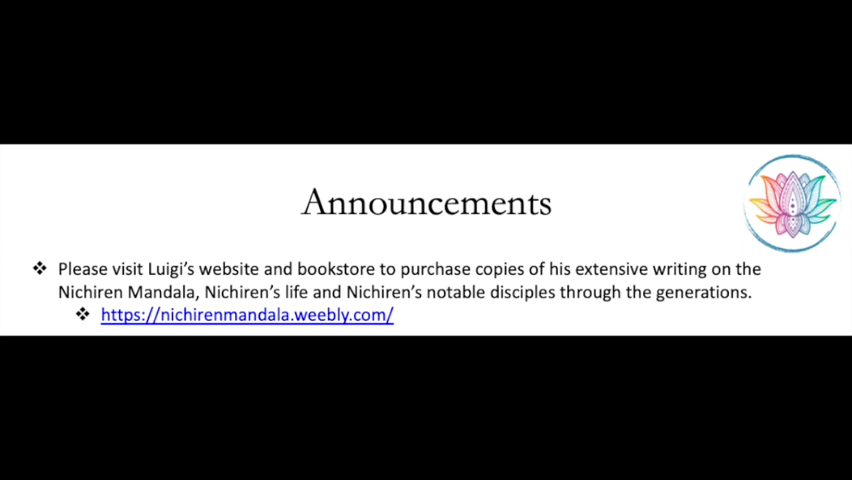 Announcements
❖ Please visit Luigi’s website and bookstore to purchase copies of his extensive writing on the
Nichiren Mandala, Nichiren’s life and Nichiren’s notable disciples through the generations.
❖ https://nichirenmandala.weebly.com/